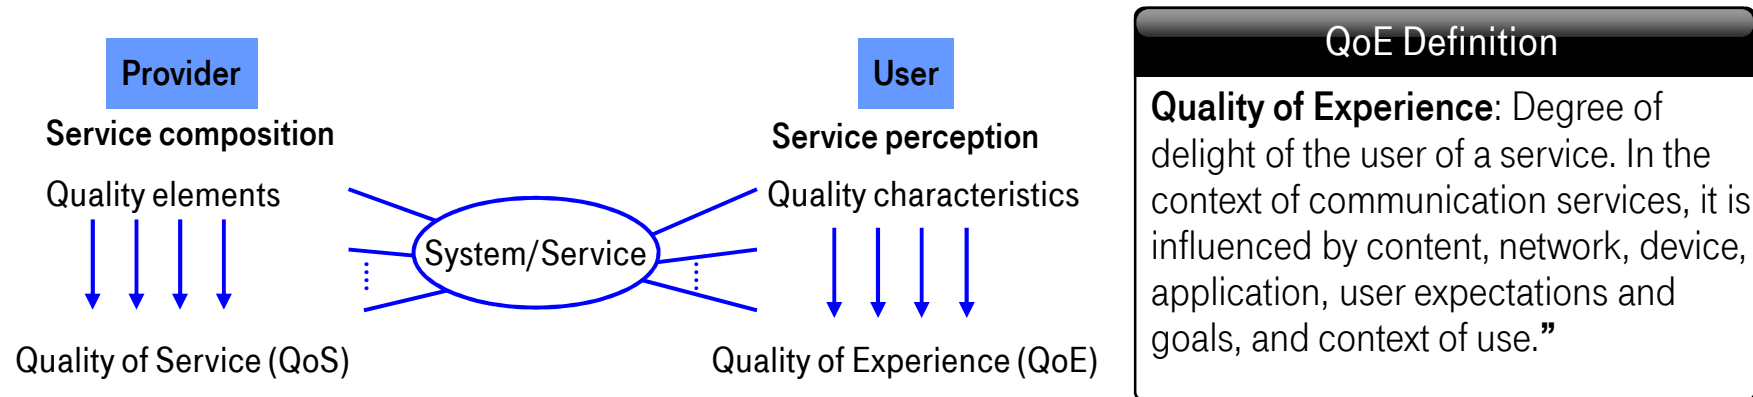 Provider
Service composition
Quality elements
Quality of Service (QoS)
System/Service
User
Service perception
Quality characteristics
Quality of Experience (QoE)
QoE Definition
Quality of Experience: Degree of
delight of the user of a service. In the
context of communication services, it is
influenced by content, network, device,
application, user expectations and
goals, and context of use.”